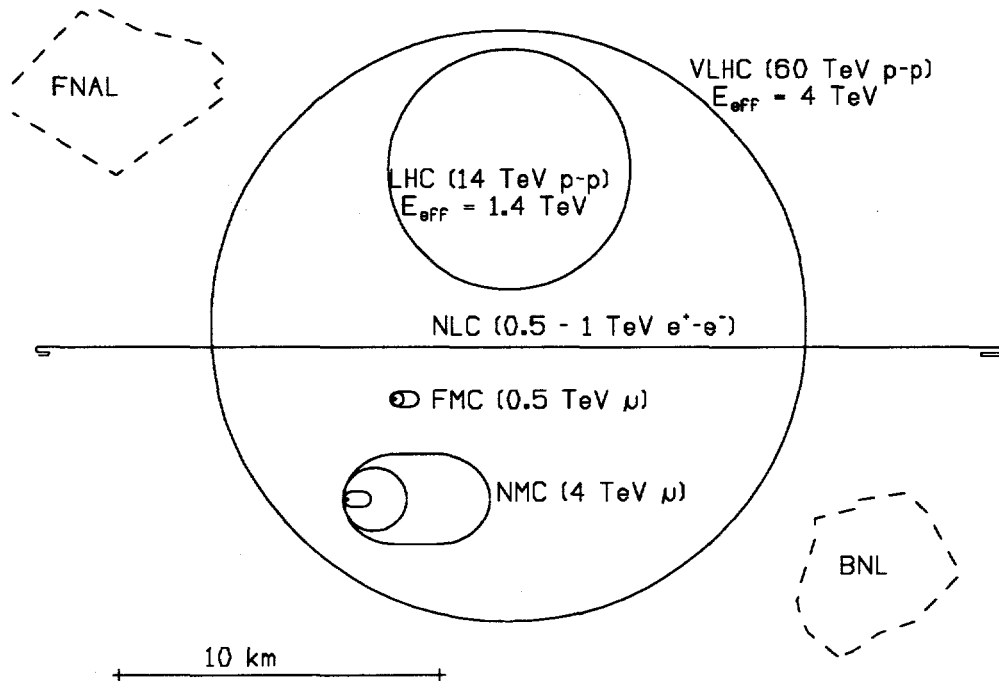 FNAL
VLHC (60 TeV p-p)
E_eff = 4 TeV
LHC (14 TeV p-p)
E_eff = 1.4 TeV
NLC (0.5 - 1 TeV e⁺-e⁻)
FMC (0.5 TeV μ)
NMC (4 TeV μ)
BNL
10 km